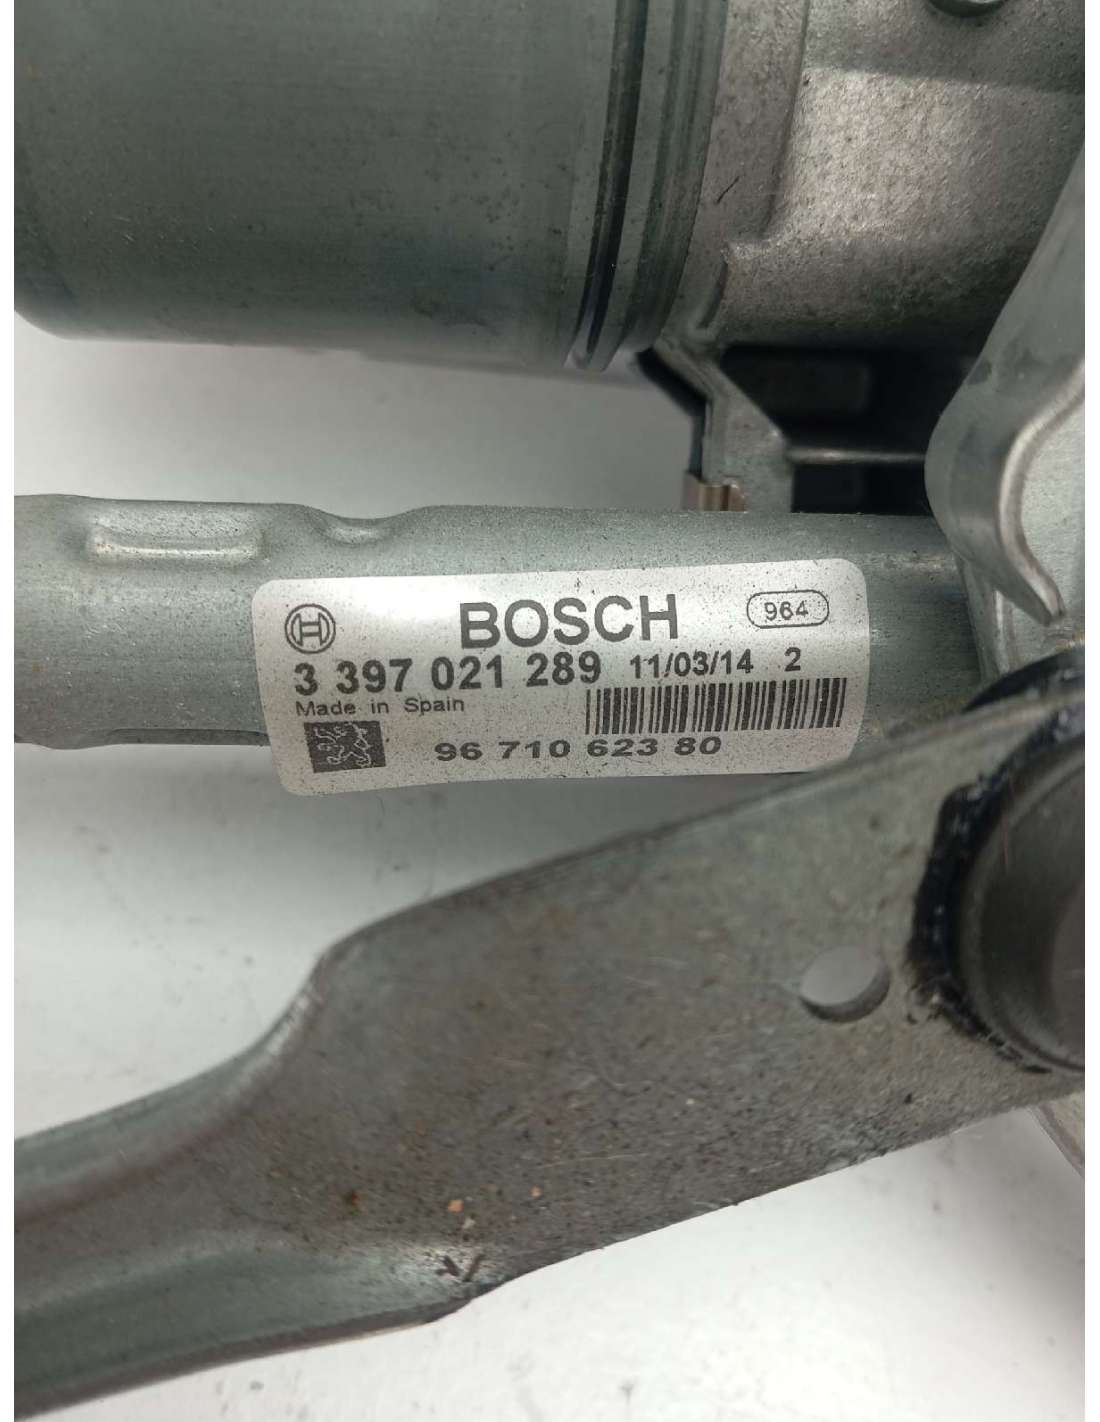 BOSCH 964
3 397 021 289 11/03/14 2
Made in Spain
96 710 623 80